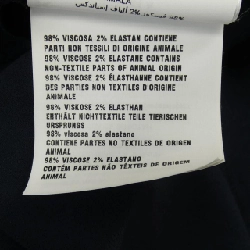 98% VISCOSA 2% ELASTAN CONTIENE
PARTI NON TESSILI DI ORIGINE ANIMALE
98% VISCOSE 2% ELASTANE CONTAINS
NON-TEXTILE PARTS OF ANIMAL ORIGIN
98% VISCOSE 2% ÉLASTHANNE CONTIENT
DES PARTIES NON TEXTILES D'ORIGINE
ANIMALE
98% VISKOSE 2% ELASTHAN
ENTHÄLT NICHTTEXTILE TEILE TIERISCHEN
URSPRUNGS
98% viscosa 2% elastano
CONTIENE PARTES NO TEXTILES DE ORIGEN
ANIMAL
98% VISCOSE 2% ELASTANO
CONTÉM PARTES NÃO TÊXTEIS DE ORIGEM
ANIMAL